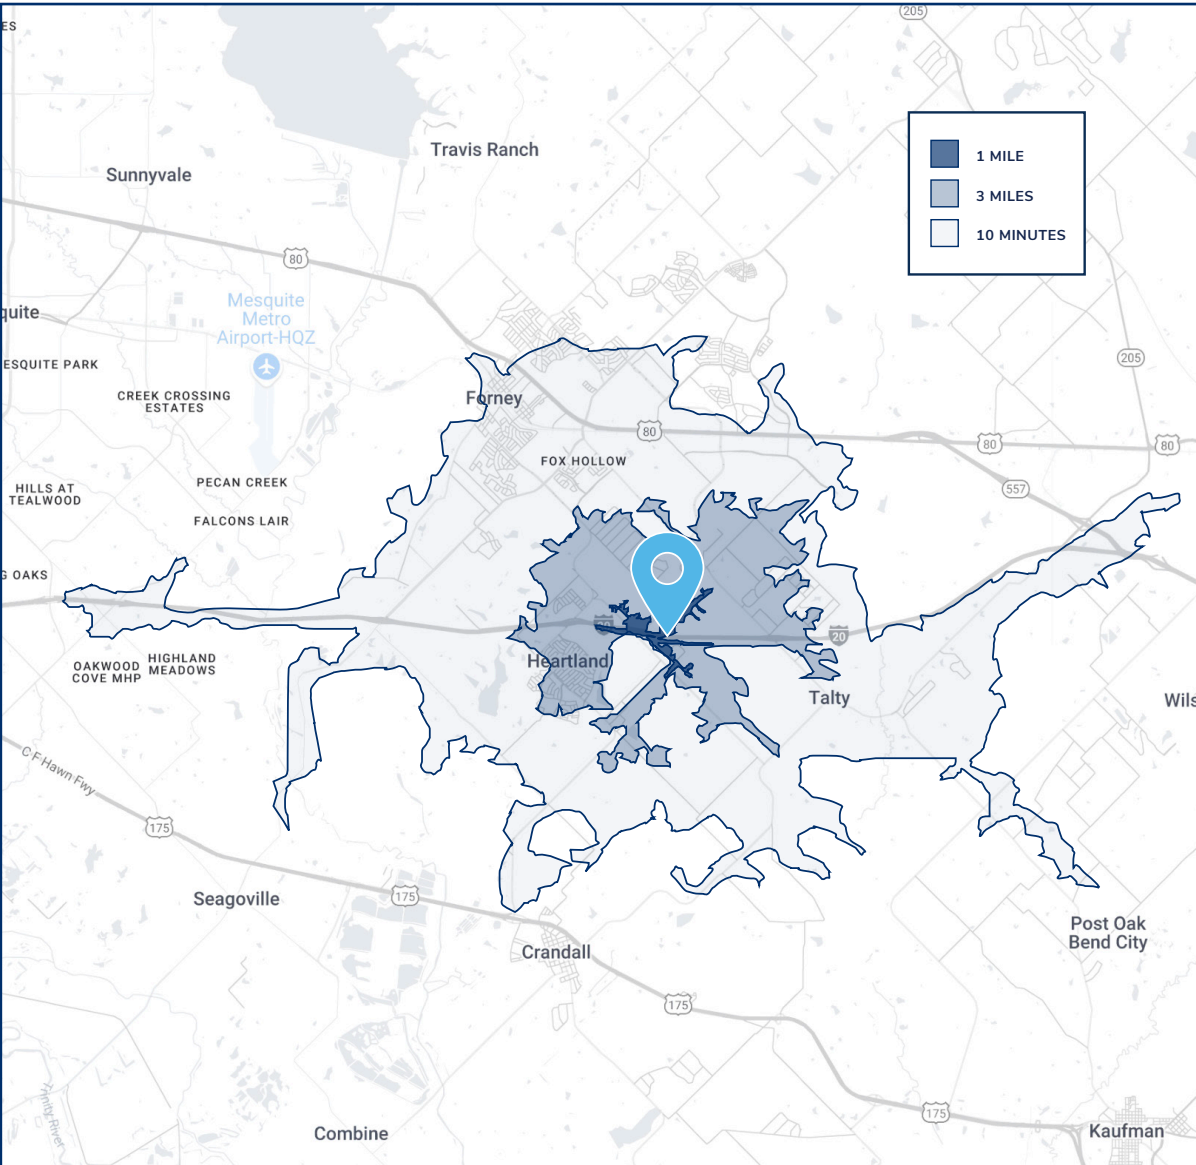 ES
205
Travis Ranch
Sunnyvale
1 MILE
3 MILES
10 MINUTES
80
Mesquite
Metro
Airport-HQZ
quite
ESQUITE PARK
205
CREEK CROSSING
ESTATES
Forney
80
80
80
FOX HOLLOW
PECAN CREEK
HILLS AT
TEALWOOD
557
FALCONS LAIR
G OAKS
20
20
Heartland
OAKWOOD
COVE MHP
HIGHLAND
MEADOWS
Talty
Wils
C F Hawn Fwy
175
175
Seagoville
Post Oak
Bend City
Crandall
175
Trinity River
175
Combine
Kaufman